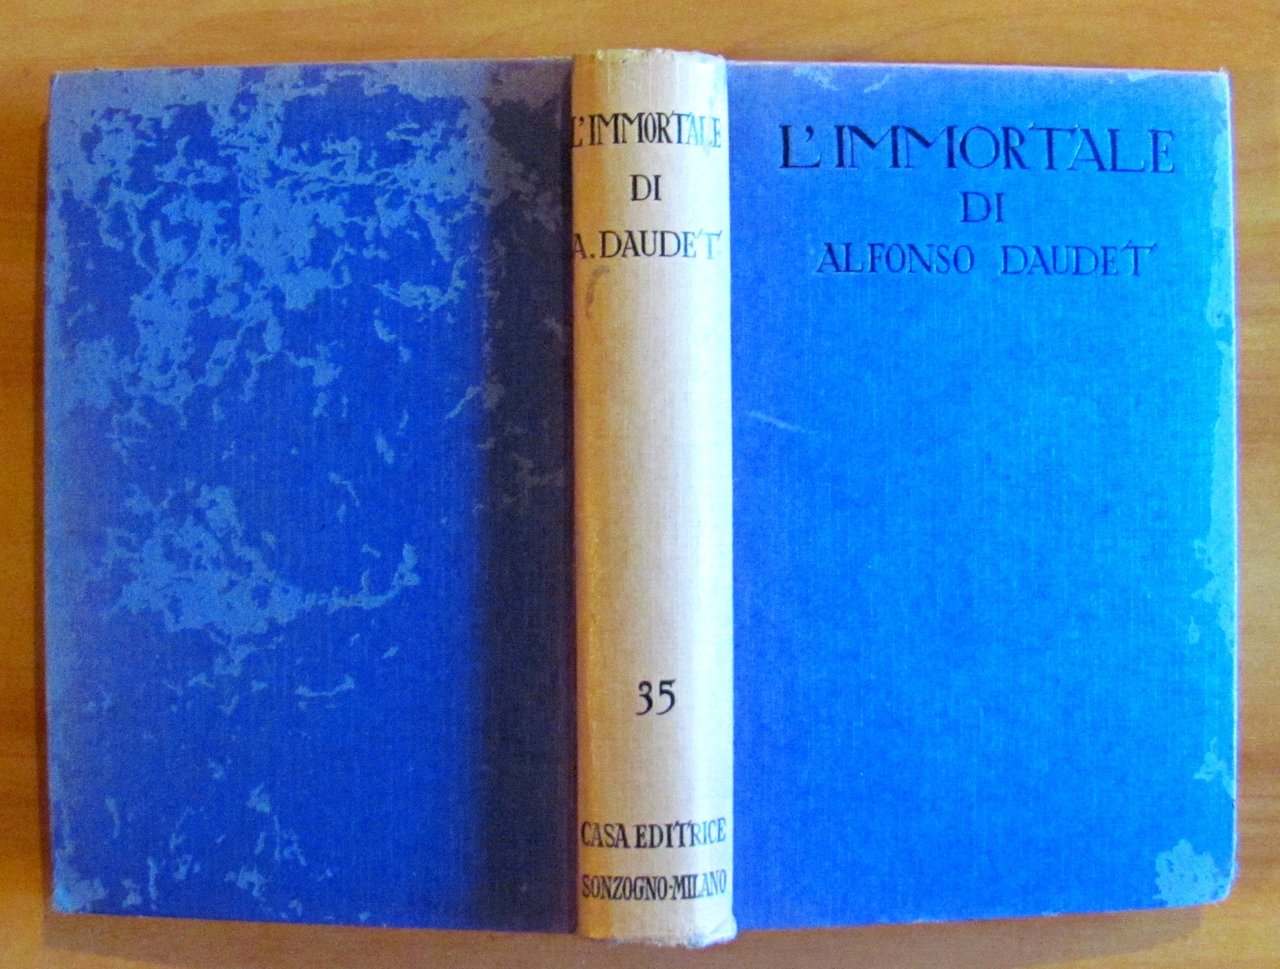 L'IMMORTALE
DI
A. DAUDET
35
CASA EDITRICE
SONZOGNO-MILANO
L'IMMORTALE
DI
ALFONSO DAUDET